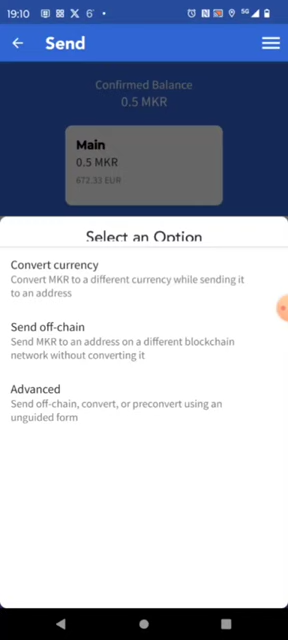 19:10 6° 5G
Send
Confirmed Balance
0.5 MKR
Main
0.5 MKR
672.33 EUR
Select an Option
Convert currency
Convert MKR to a different currency while sending it
to an address
Send off-chain
Send MKR to an address on a different blockchain
network without converting it
Advanced
Send off-chain, convert, or preconvert using an
unguided form